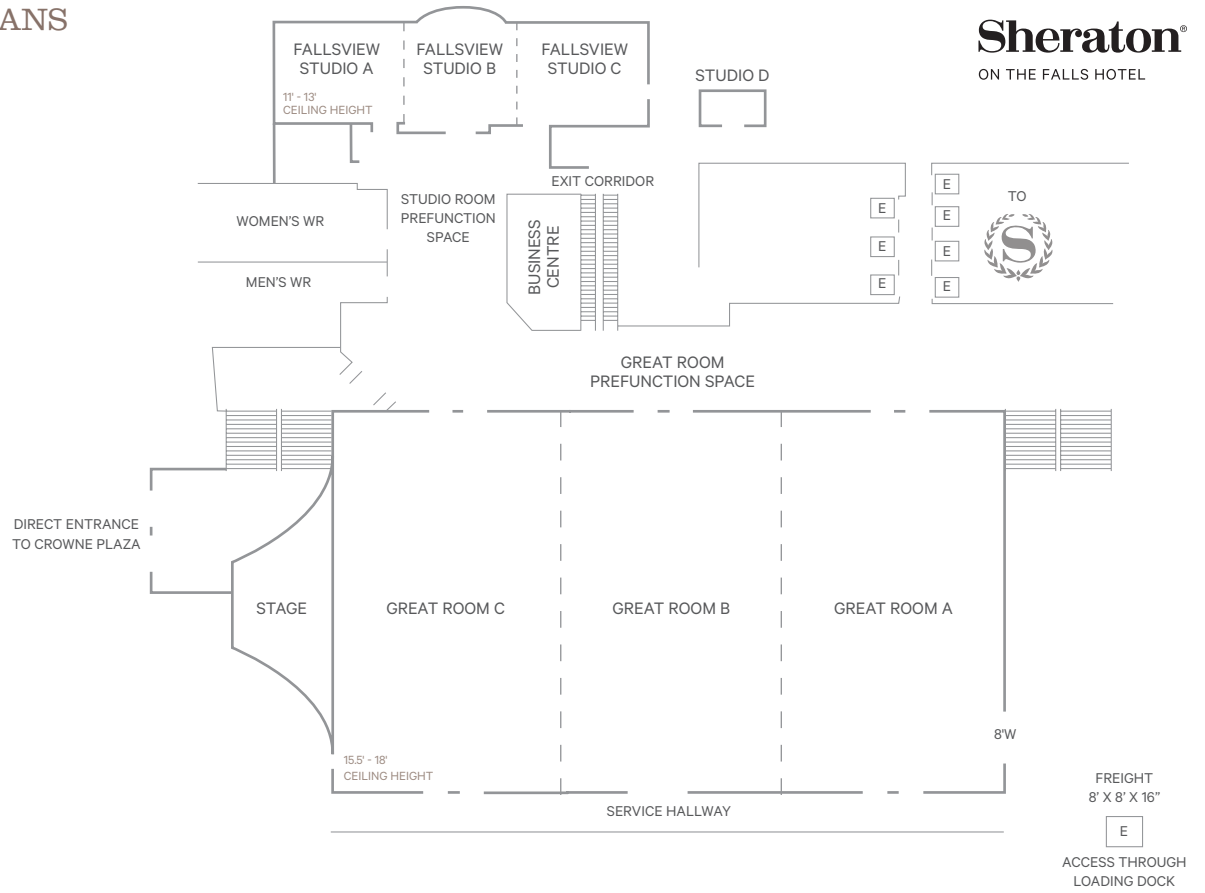 ANS
Sheraton®
ON THE FALLS HOTEL
FALLSVIEW
STUDIO A
FALLSVIEW
STUDIO B
FALLSVIEW
STUDIO C
STUDIO D
11' - 13'
CEILING HEIGHT
EXIT CORRIDOR
WOMEN'S WR
STUDIO ROOM
PREFUNCTION
SPACE
BUSINESS
CENTRE
MEN'S WR
E
E
E
E
E
E
E
TO
S
GREAT ROOM
PREFUNCTION SPACE
DIRECT ENTRANCE
TO CROWNE PLAZA
STAGE
GREAT ROOM C
GREAT ROOM B
GREAT ROOM A
8'W
15.5' - 18'
CEILING HEIGHT
SERVICE HALLWAY
FREIGHT
8' X 8' X 16”
E
ACCESS THROUGH
LOADING DOCK